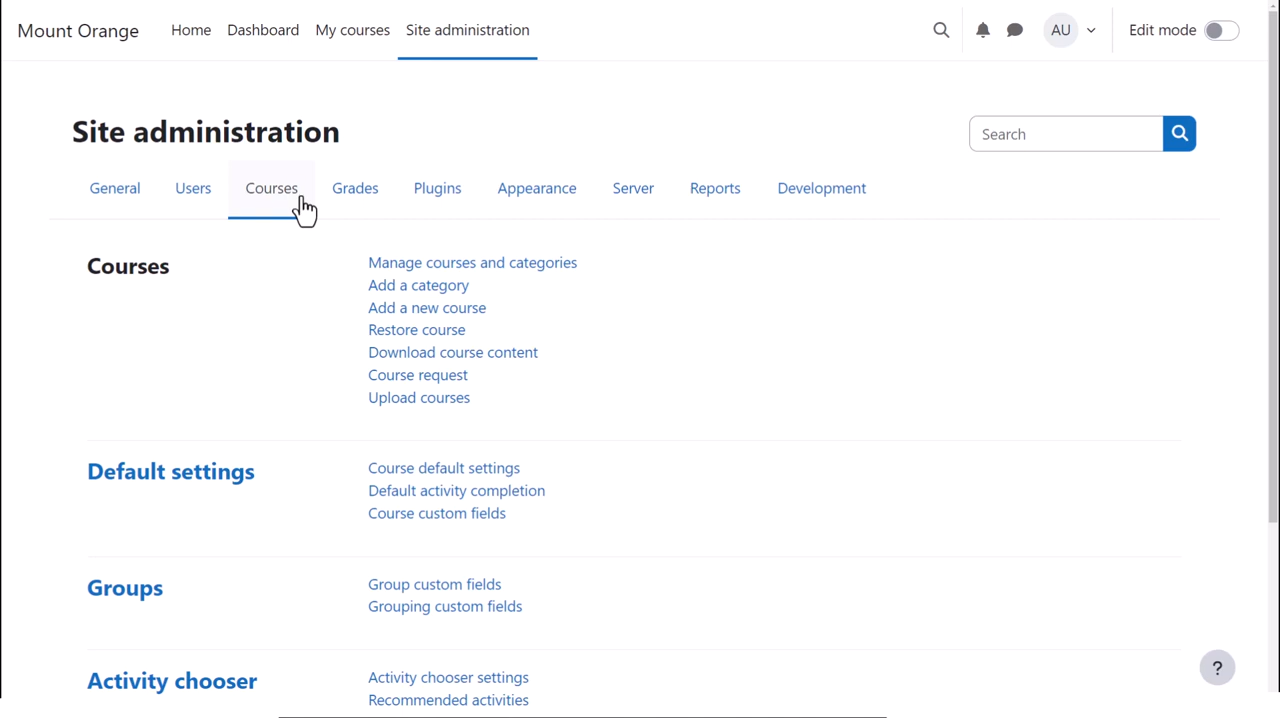 Mount Orange Home Dashboard My courses Site administration AU Edit mode
Site administration
Search
General Users Courses Grades Plugins Appearance Server Reports Development
Courses
Manage courses and categories
Add a category
Add a new course
Restore course
Download course content
Course request
Upload courses
Default settings
Course default settings
Default activity completion
Course custom fields
Groups
Group custom fields
Grouping custom fields
Activity chooser
Activity chooser settings
Recommended activities
?